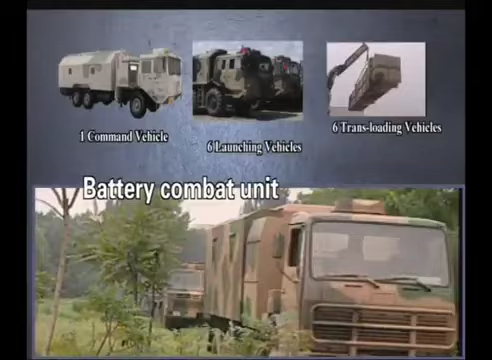 1 Command Vehicle
6 Launching Vehicles
6 Trans-loading Vehicles
Battery combat unit